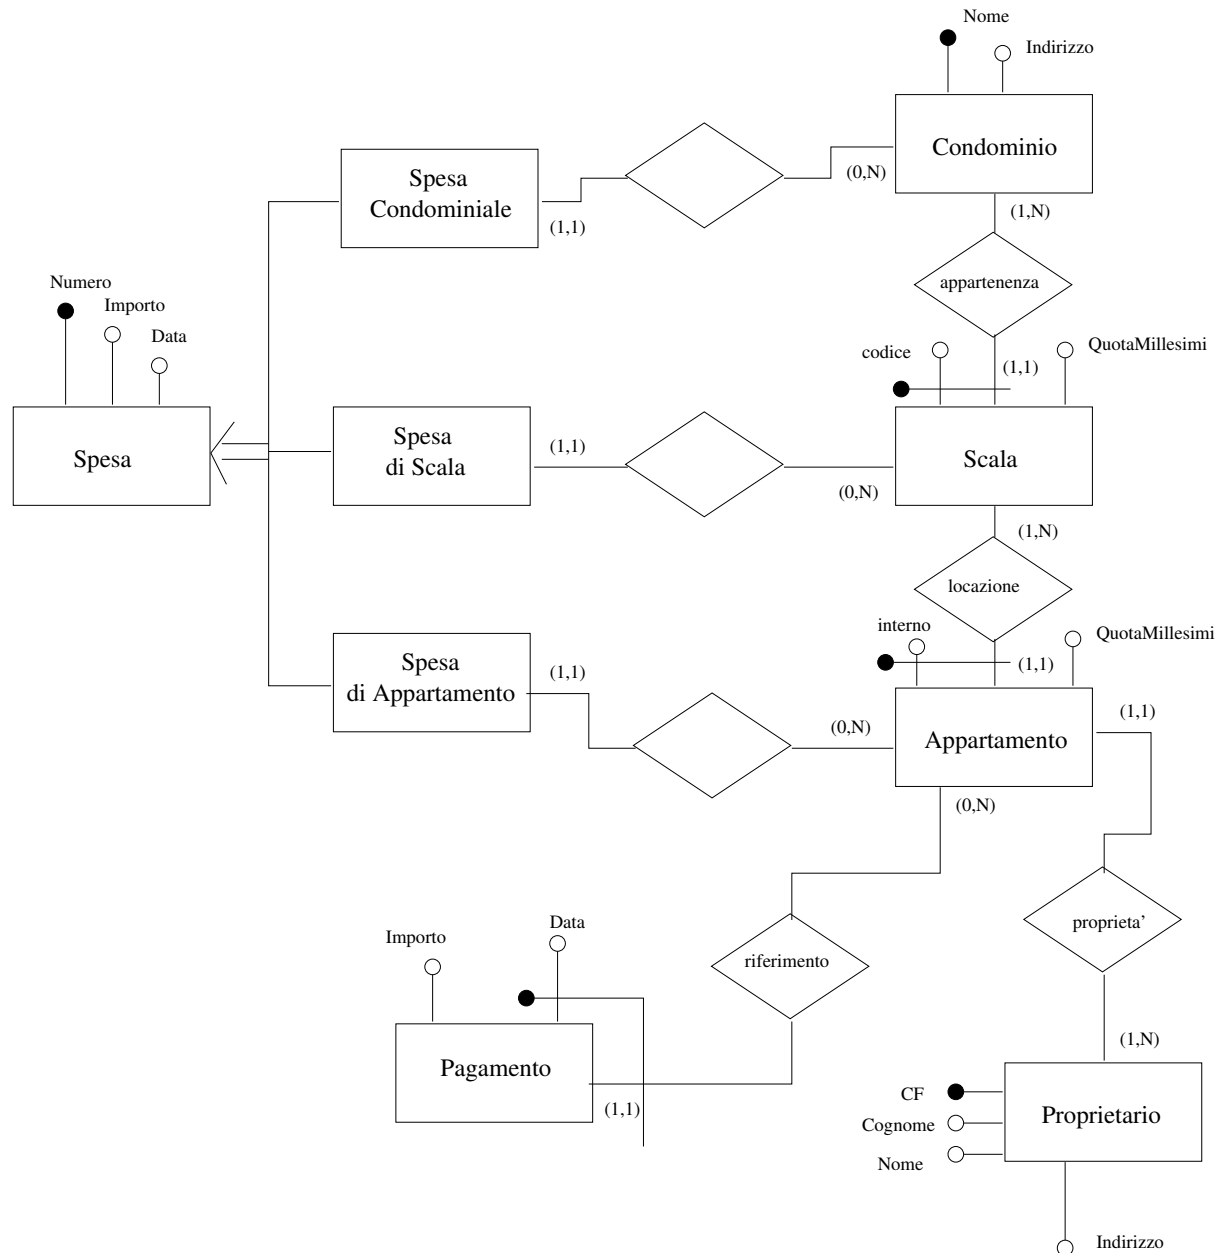 Nome
Indirizzo
Condominio
(0,N)
(1,N)
Spesa
Condominiale
(1,1)
appartenenza
Numero
Importo
Data
Spesa
codice
QuotaMillesimi
(1,1)
Spesa
di Scala
(1,1)
(0,N)
Scala
(1,N)
locazione
interno
QuotaMillesimi
(1,1)
Spesa
di Appartamento
(1,1)
(0,N)
Appartamento
(1,1)
(0,N)
proprieta'
riferimento
Importo
Data
Pagamento
(1,1)
(1,N)
CF
Cognome
Nome
Proprietario
Indirizzo